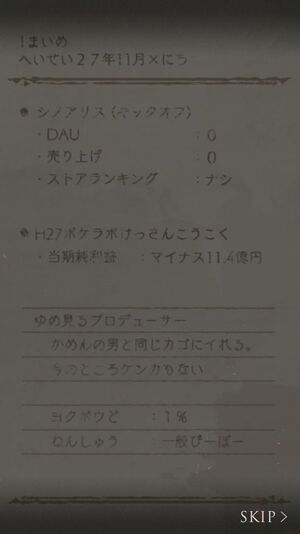 1まいめ
へいせい27年11月×にち
シノアリス(キックオフ)
・DAU : 0
・売り上げ : 0
・ストアランキング : ナシ
H27ポケラボけっさんこうこく
・当期純利益 : マイナス11.4億円
ゆめ見るプロデューサー
かめんの男と同じカゴにイれる。
今のところケンカもない
ヨクボウど : 1%
ねんしゅう : 一般ぴーぽー
SKIP>